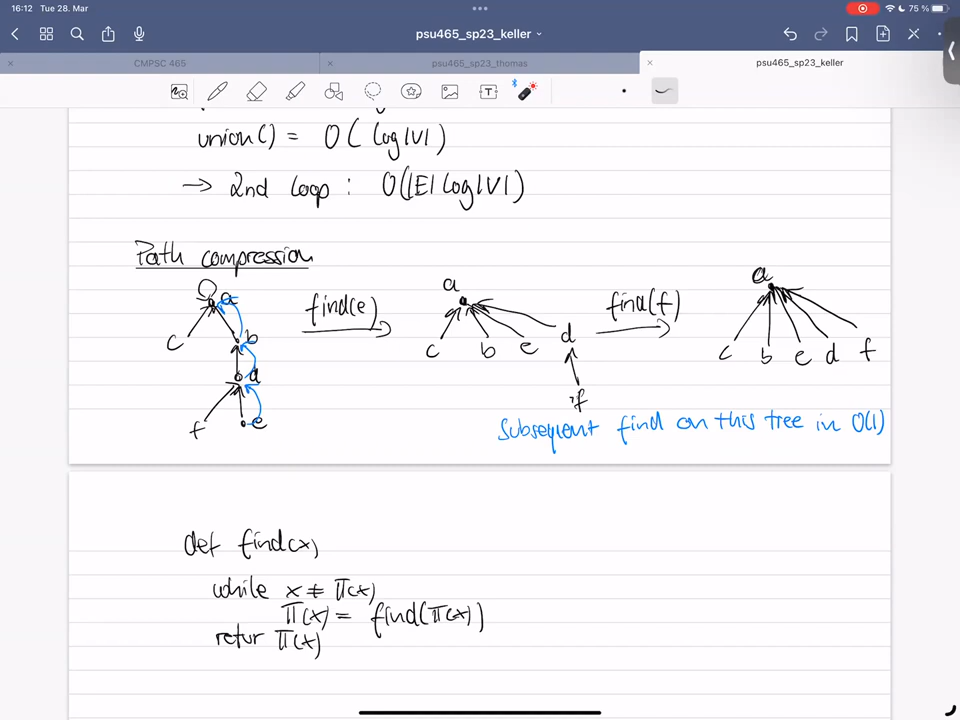 16:12 Tue 28. Mar
75 %
psu465_sp23_keller
CMPSC 465
psu465_sp23_thomas
psu465_sp23_keller
union() = O( log|V|)
→ 2nd loop : O(|E| log|V|)
Path compression
a
c
b
d
f
e
find(e)
a
c
b
e
d
f
find(f)
a
c
b
e
d
f
Subsequent find on this tree in O(1)
def find(x)
while x ≠ π(x)
π(x) = find(π(x))
retur π(x)